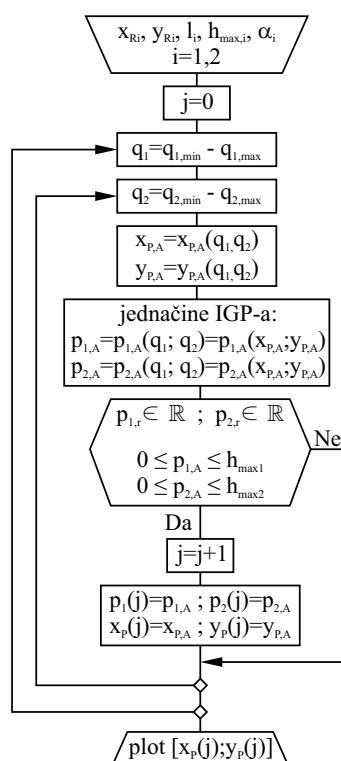 x_Ri, y_Ri, l_i, h_max,i, α_i
i=1,2
j=0
q_1=q_1,min - q_1,max
q_2=q_2,min - q_2,max
x_P,A=x_P,A(q_1,q_2)
y_P,A=y_P,A(q_1,q_2)
jednačine IGP-a:
p_1,A=p_1,A(q_1; q_2)=p_1,A(x_P,A;y_P,A)
p_2,A=p_2,A(q_1; q_2)=p_2,A(x_P,A;y_P,A)
p_1,r∈ ℝ ; p_2,r∈ ℝ
Ne
0 ≤ p_1,A ≤ h_max1
0 ≤ p_2,A ≤ h_max2
Da
j=j+1
p_1(j)=p_1,A ; p_2(j)=p_2,A
x_P(j)=x_P,A ; y_P(j)=y_P,A
plot [x_P(j);y_P(j)]